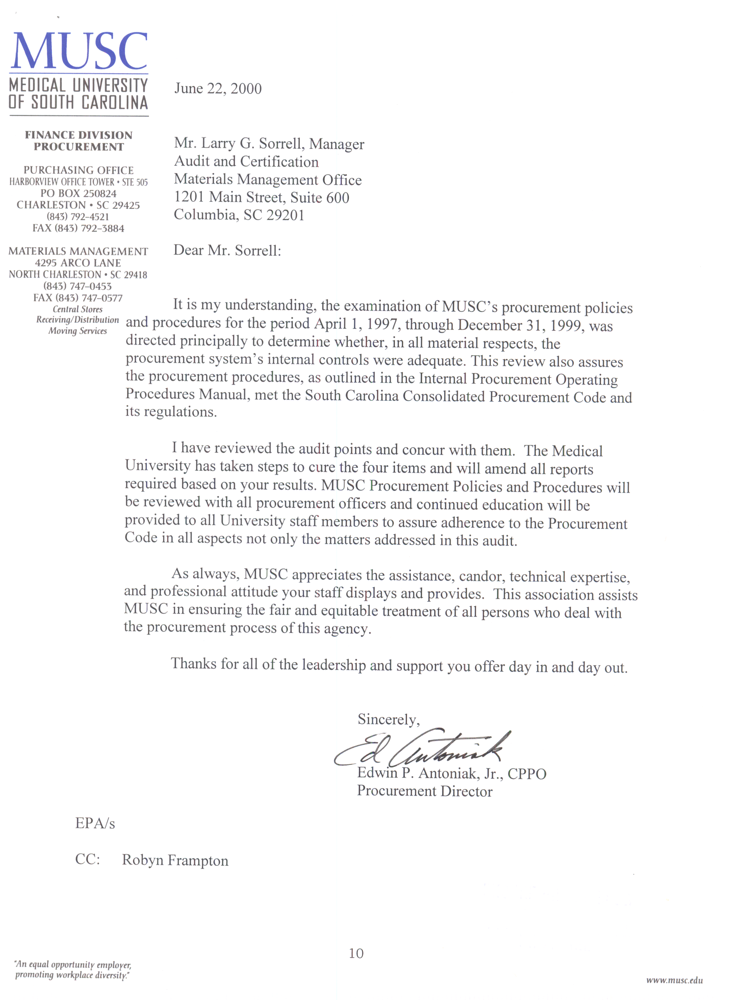 MUSC
MEDICAL UNIVERSITY
OF SOUTH CAROLINA
FINANCE DIVISION
PROCUREMENT
PURCHASING OFFICE
HARBORVIEW OFFICE TOWER • STE 505
PO BOX 250824
CHARLESTON • SC 29425
(843) 792-4521
FAX (843) 792-3884
MATERIALS MANAGEMENT
4295 ARCO LANE
NORTH CHARLESTON • SC 29418
(843) 747-0453
FAX (843) 747-0577
Central Stores
Receiving/Distribution
Moving Services
June 22, 2000
Mr. Larry G. Sorrell, Manager
Audit and Certification
Materials Management Office
1201 Main Street, Suite 600
Columbia, SC 29201
Dear Mr. Sorrell:
It is my understanding, the examination of MUSC's procurement policies
and procedures for the period April 1, 1997, through December 31, 1999, was
directed principally to determine whether, in all material respects, the
procurement system's internal controls were adequate. This review also assures
the procurement procedures, as outlined in the Internal Procurement Operating
Procedures Manual, met the South Carolina Consolidated Procurement Code and
its regulations.
I have reviewed the audit points and concur with them. The Medical
University has taken steps to cure the four items and will amend all reports
required based on your results. MUSC Procurement Policies and Procedures will
be reviewed with all procurement officers and continued education will be
provided to all University staff members to assure adherence to the Procurement
Code in all aspects not only the matters addressed in this audit.
As always, MUSC appreciates the assistance, candor, technical expertise,
and professional attitude your staff displays and provides. This association assists
MUSC in ensuring the fair and equitable treatment of all persons who deal with
the procurement process of this agency.
Thanks for all of the leadership and support you offer day in and day out.
Sincerely,
Ed Antoniak
Edwin P. Antoniak, Jr., CPPO
Procurement Director
EPA/s
CC: Robyn Frampton
10
"An equal opportunity employer,
promoting workplace diversity."
www.musc.edu